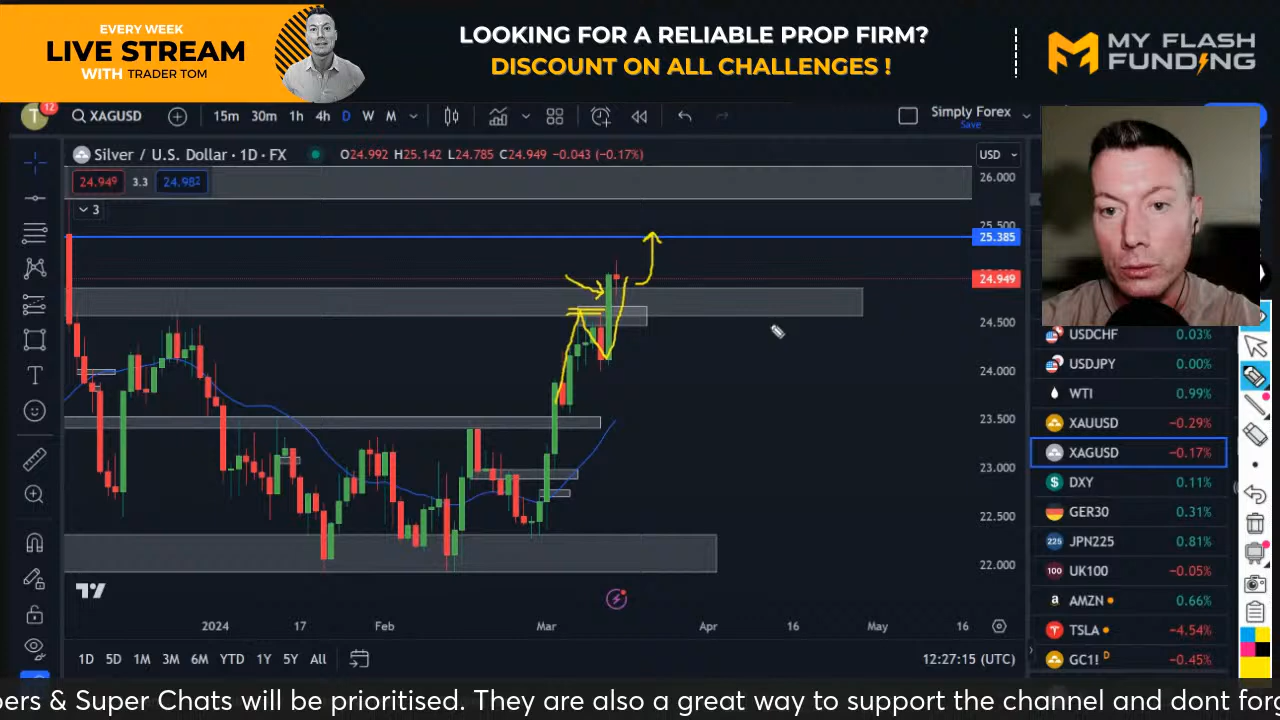 EVERY WEEK
LIVE STREAM
WITH TRADER TOM
LOOKING FOR A RELIABLE PROP FIRM?
DISCOUNT ON ALL CHALLENGES !
MY FLASH
FUNDING
T 12 XAGUSD 15m 30m 1h 4h D W M Simply Forex
Save
Silver / U.S. Dollar · 1D · FX O24.992 H25.142 L24.785 C24.949 −0.043 (−0.17%) USD
24.949 3.3 24.982
3
26.000
25.500
25.385
24.949
24.500
24.000
23.500
23.000
22.500
22.000
2024 17 Feb Mar Apr 16 May 16
1D 5D 1M 3M 6M YTD 1Y 5Y All 12:27:15 (UTC)
USDCHF 0.03%
USDJPY 0.00%
WTI 0.99%
XAUUSD −0.29%
XAGUSD −0.17%
DXY 0.11%
GER30 0.31%
225 JPN225 0.81%
100 UK100 −0.05%
AMZN 0.66%
TSLA −4.54%
GC1! D −0.45%
bers & Super Chats will be prioritised. They are also a great way to support the channel and dont forg